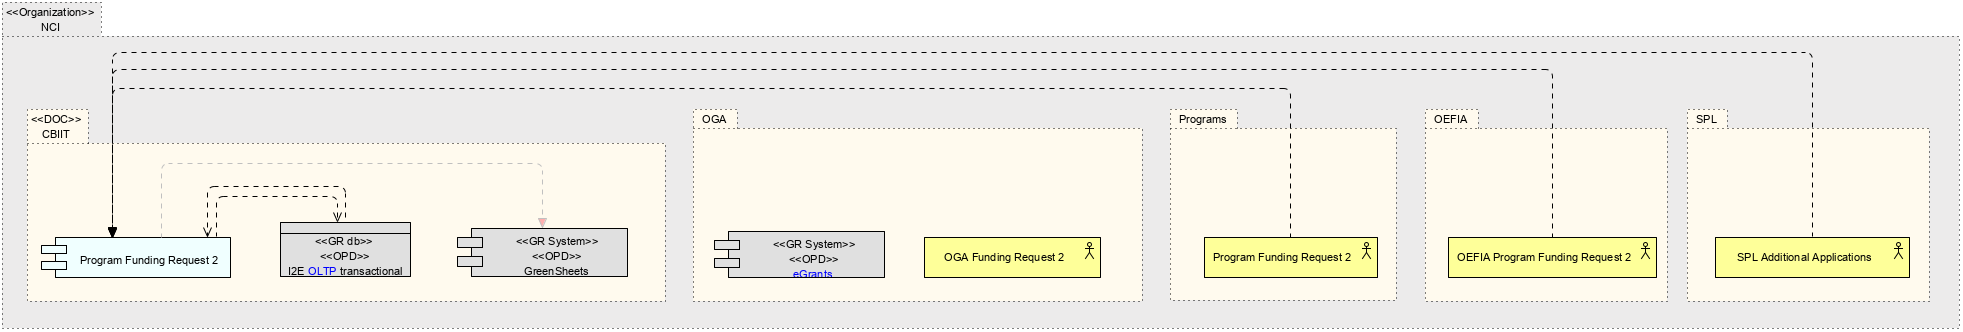 <<Organization>>
NCI
<<DOC>>
CBIIT
Program Funding Request 2
<<GR db>>
<<OPD>>
I2E OLTP transactional
<<GR System>>
<<OPD>>
GreenSheets
OGA
<<GR System>>
<<OPD>>
eGrants
OGA Funding Request 2
Programs
Program Funding Request 2
OEFIA
OEFIA Program Funding Request 2
SPL
SPL Additional Applications